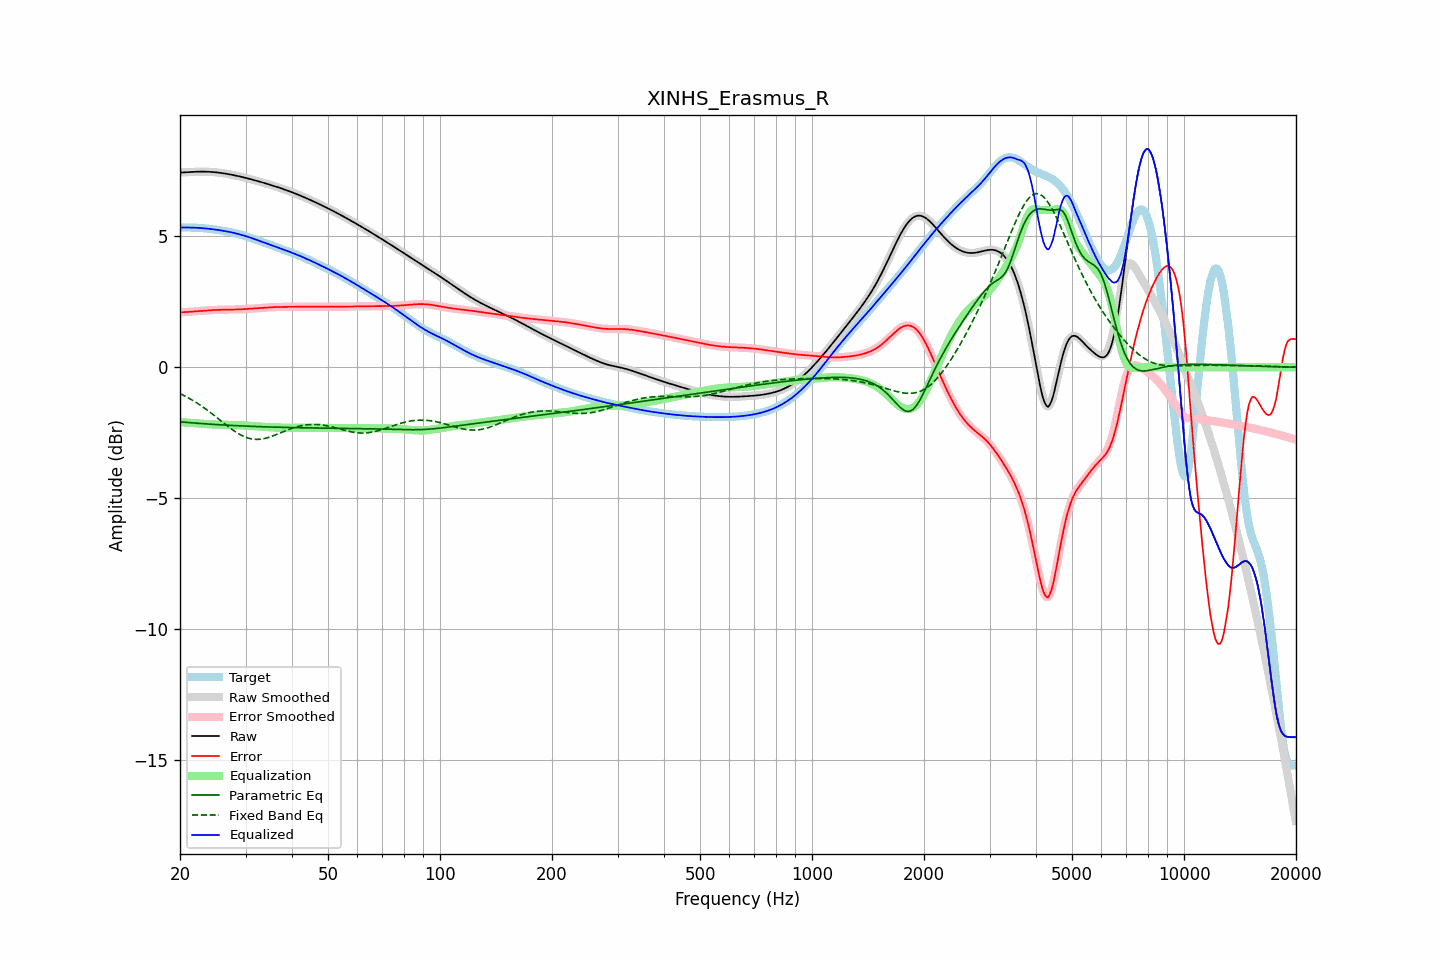 XINHS_Erasmus_R
Amplitude (dBr)
5
0
−5
−10
−15
Target
Raw Smoothed
Error Smoothed
Raw
Error
Equalization
Parametric Eq
Fixed Band Eq
Equalized
20 50 100 200 500 1000 2000 5000 10000 20000
Frequency (Hz)